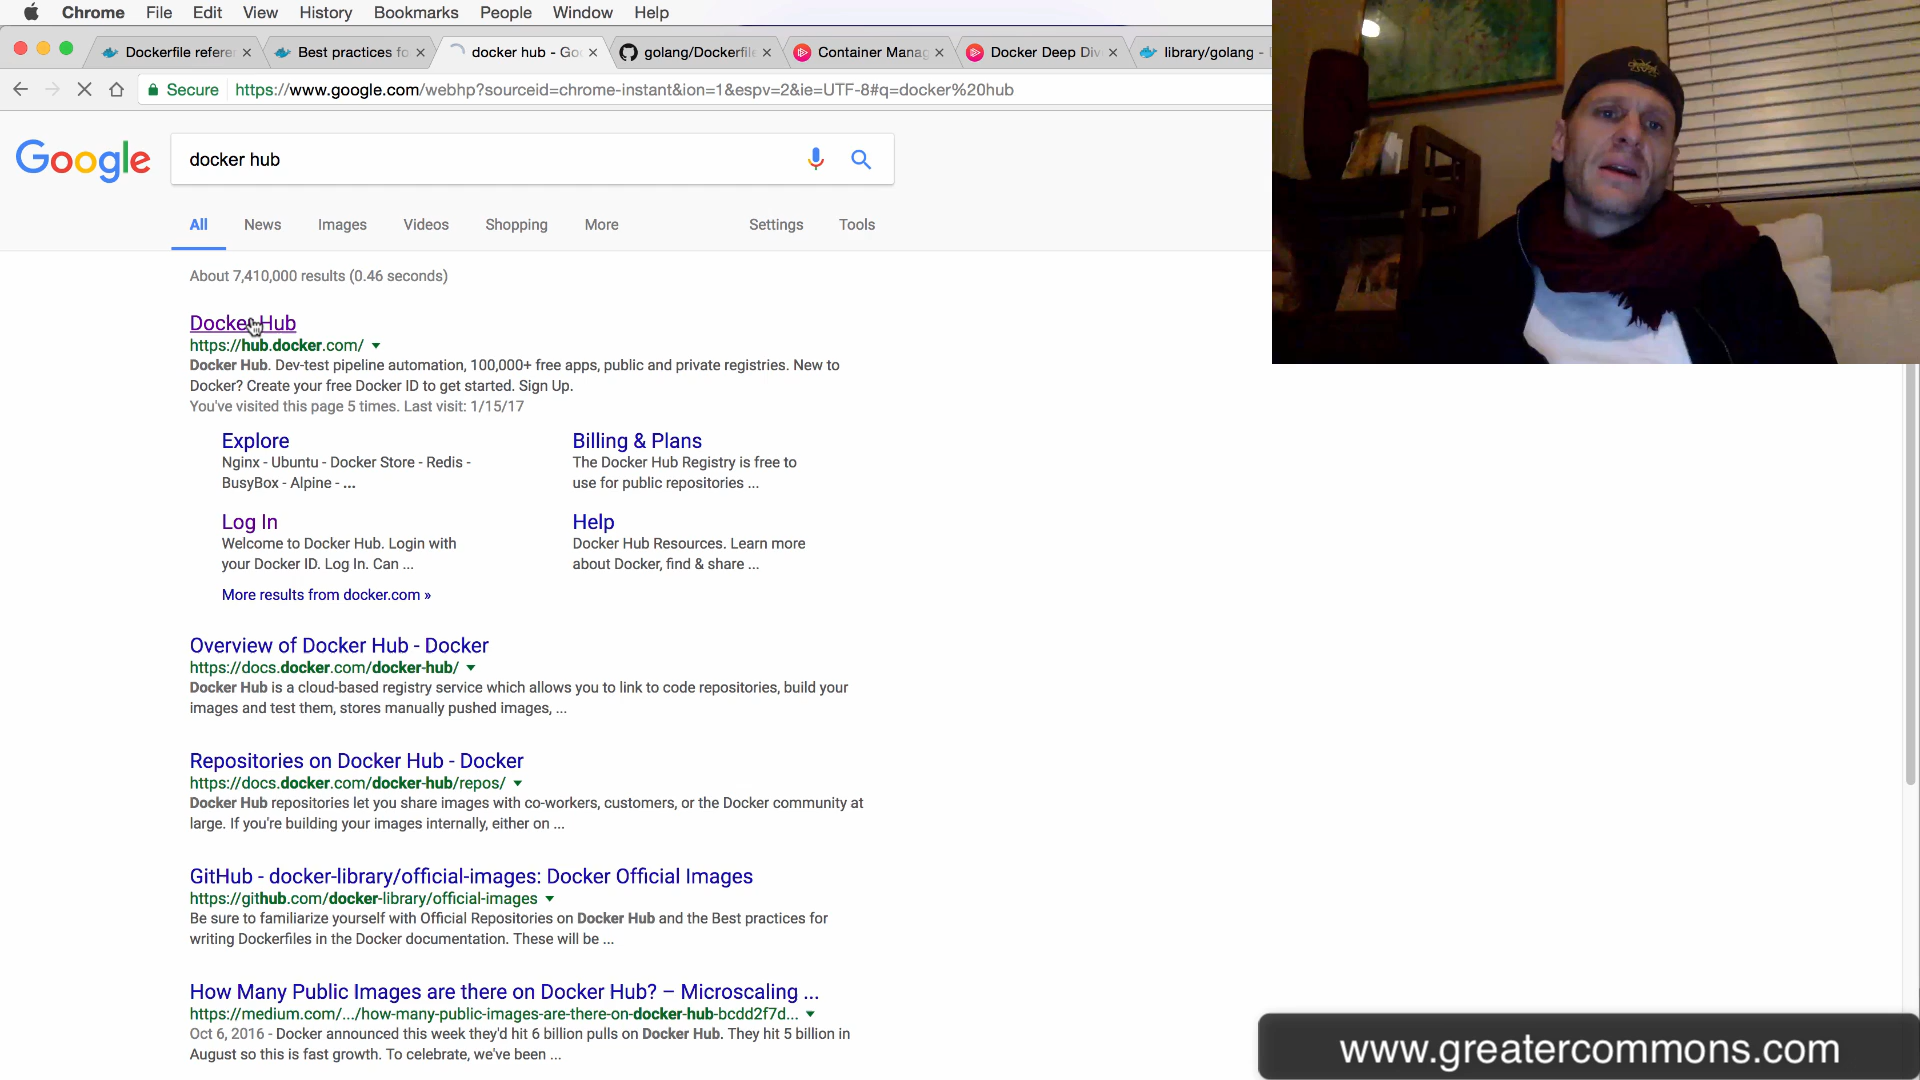 Chrome File Edit View History Bookmarks People Window Help
Dockerfile refere Best practices fo docker hub - Go golang/Dockerfile Container Manag Docker Deep Div library/golang -
Secure https://www.google.com/webhp?sourceid=chrome-instant&ion=1&espv=2&ie=UTF-8#q=docker%20hub
Google docker hub
All News Images Videos Shopping More Settings Tools
About 7,410,000 results (0.46 seconds)
Docker Hub
https://hub.docker.com/
Docker Hub. Dev-test pipeline automation, 100,000+ free apps, public and private registries. New to
Docker? Create your free Docker ID to get started. Sign Up.
You've visited this page 5 times. Last visit: 1/15/17
Explore
Nginx - Ubuntu - Docker Store - Redis -
BusyBox - Alpine - ...
Billing & Plans
The Docker Hub Registry is free to
use for public repositories ...
Log In
Welcome to Docker Hub. Login with
your Docker ID. Log In. Can ...
Help
Docker Hub Resources. Learn more
about Docker, find & share ...
More results from docker.com »
Overview of Docker Hub - Docker
https://docs.docker.com/docker-hub/
Docker Hub is a cloud-based registry service which allows you to link to code repositories, build your
images and test them, stores manually pushed images, ...
Repositories on Docker Hub - Docker
https://docs.docker.com/docker-hub/repos/
Docker Hub repositories let you share images with co-workers, customers, or the Docker community at
large. If you're building your images internally, either on ...
GitHub - docker-library/official-images: Docker Official Images
https://github.com/docker-library/official-images
Be sure to familiarize yourself with Official Repositories on Docker Hub and the Best practices for
writing Dockerfiles in the Docker documentation. These will be ...
How Many Public Images are there on Docker Hub? – Microscaling ...
https://medium.com/.../how-many-public-images-are-there-on-docker-hub-bcdd2f7d...
Oct 6, 2016 - Docker announced this week they'd hit 6 billion pulls on Docker Hub. They hit 5 billion in
August so this is fast growth. To celebrate, we've been ...
www.greatercommons.com